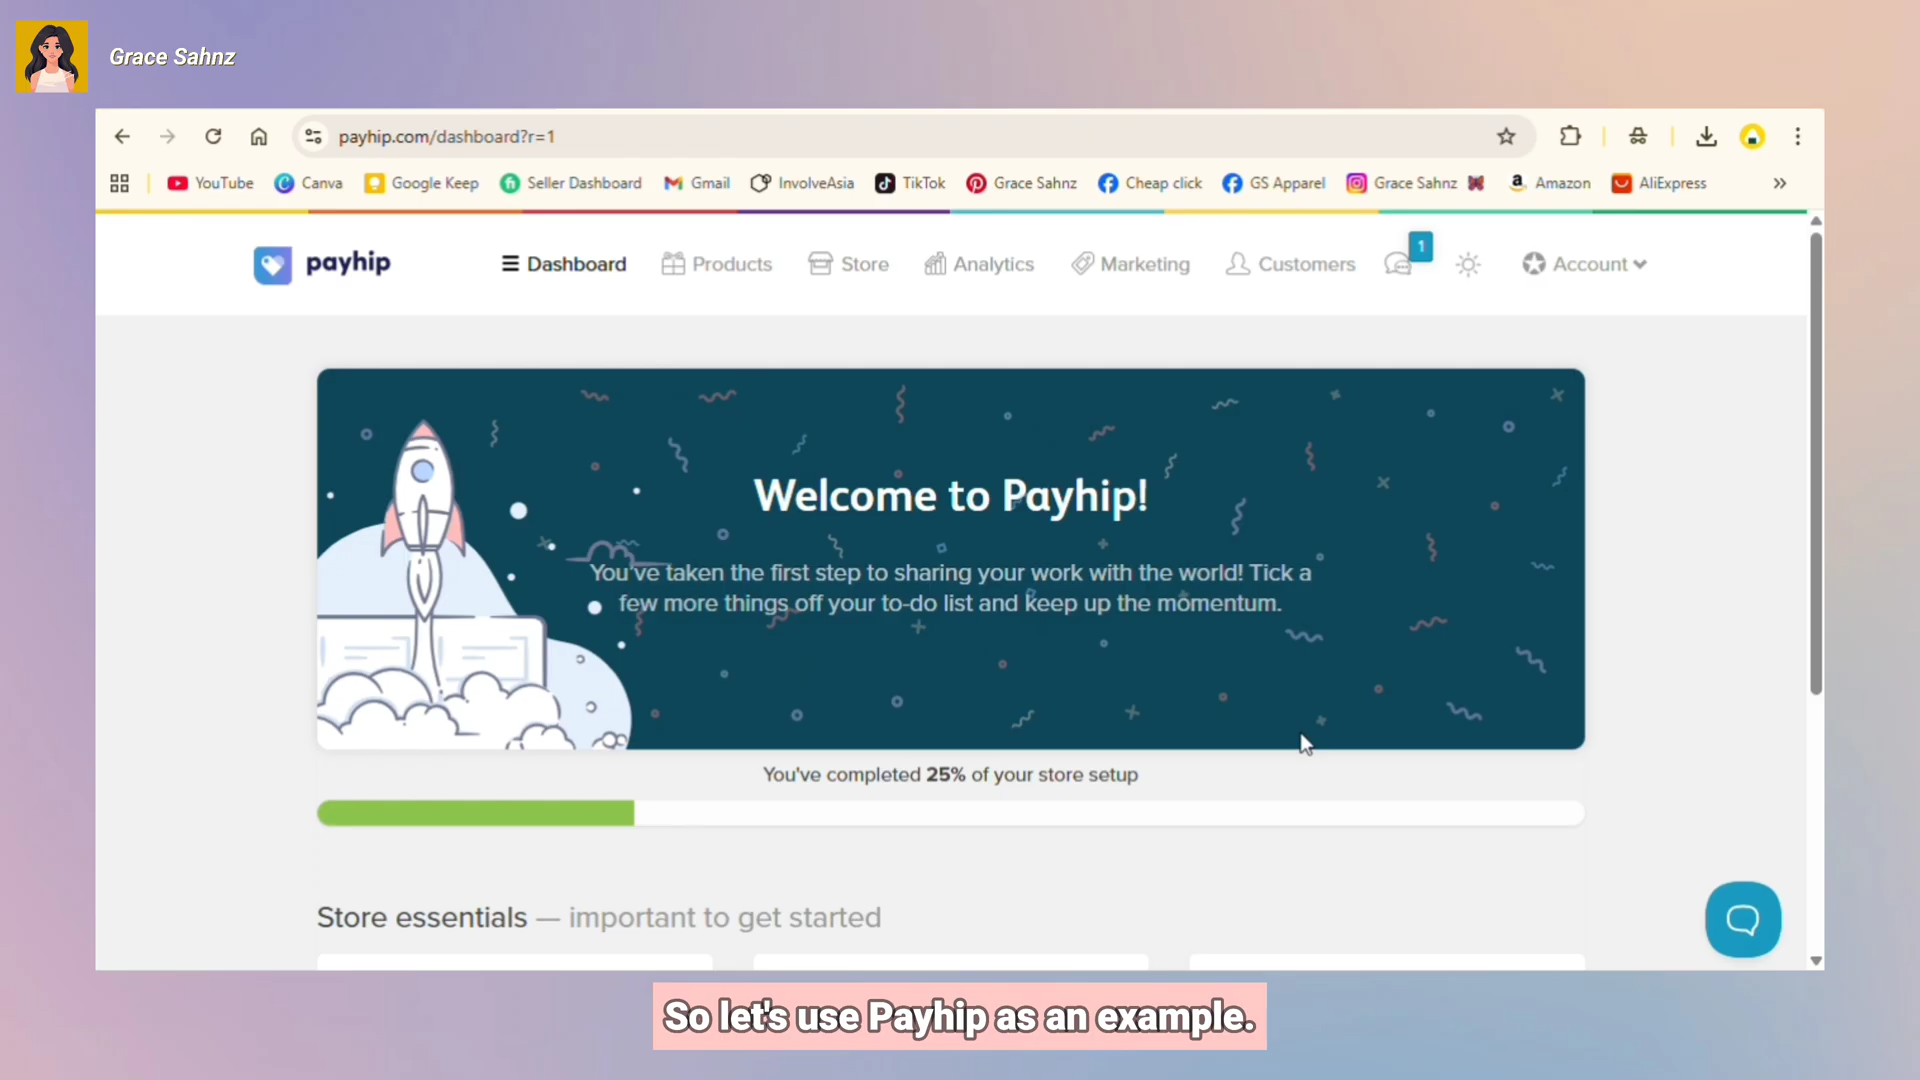 Grace Sahnz
payhip.com/dashboard?r=1
YouTube Canva Google Keep Seller Dashboard Gmail InvolveAsia TikTok Grace Sahnz Cheap click GS Apparel Grace Sahnz Amazon AliExpress
payhip Dashboard Products Store Analytics Marketing Customers 1 Account
Welcome to Payhip!
You've taken the first step to sharing your work with the world! Tick a
few more things off your to-do list and keep up the momentum.
You've completed 25% of your store setup
Store essentials — important to get started
So let's use Payhip as an example.